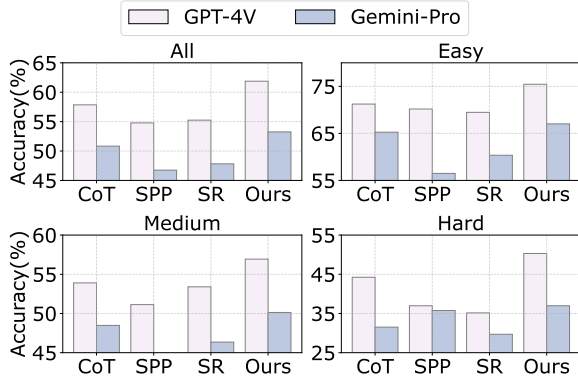 GPT-4V Gemini-Pro
All Easy
Accuracy(%)
65
60
55
50
45
CoT SPP SR Ours
75
65
55
CoT SPP SR Ours
Medium Hard
Accuracy(%)
60
55
50
45
CoT SPP SR Ours
55
45
35
25
CoT SPP SR Ours